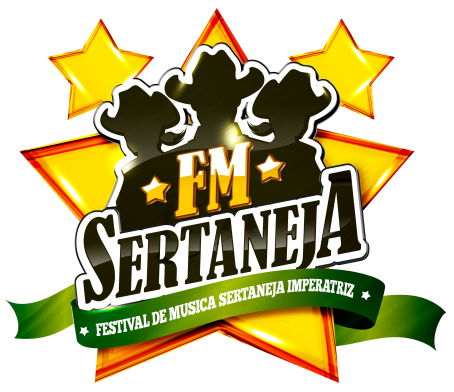 FM
SERTANEJA
FESTIVAL DE MUSICA SERTANEJA IMPERATRIZ